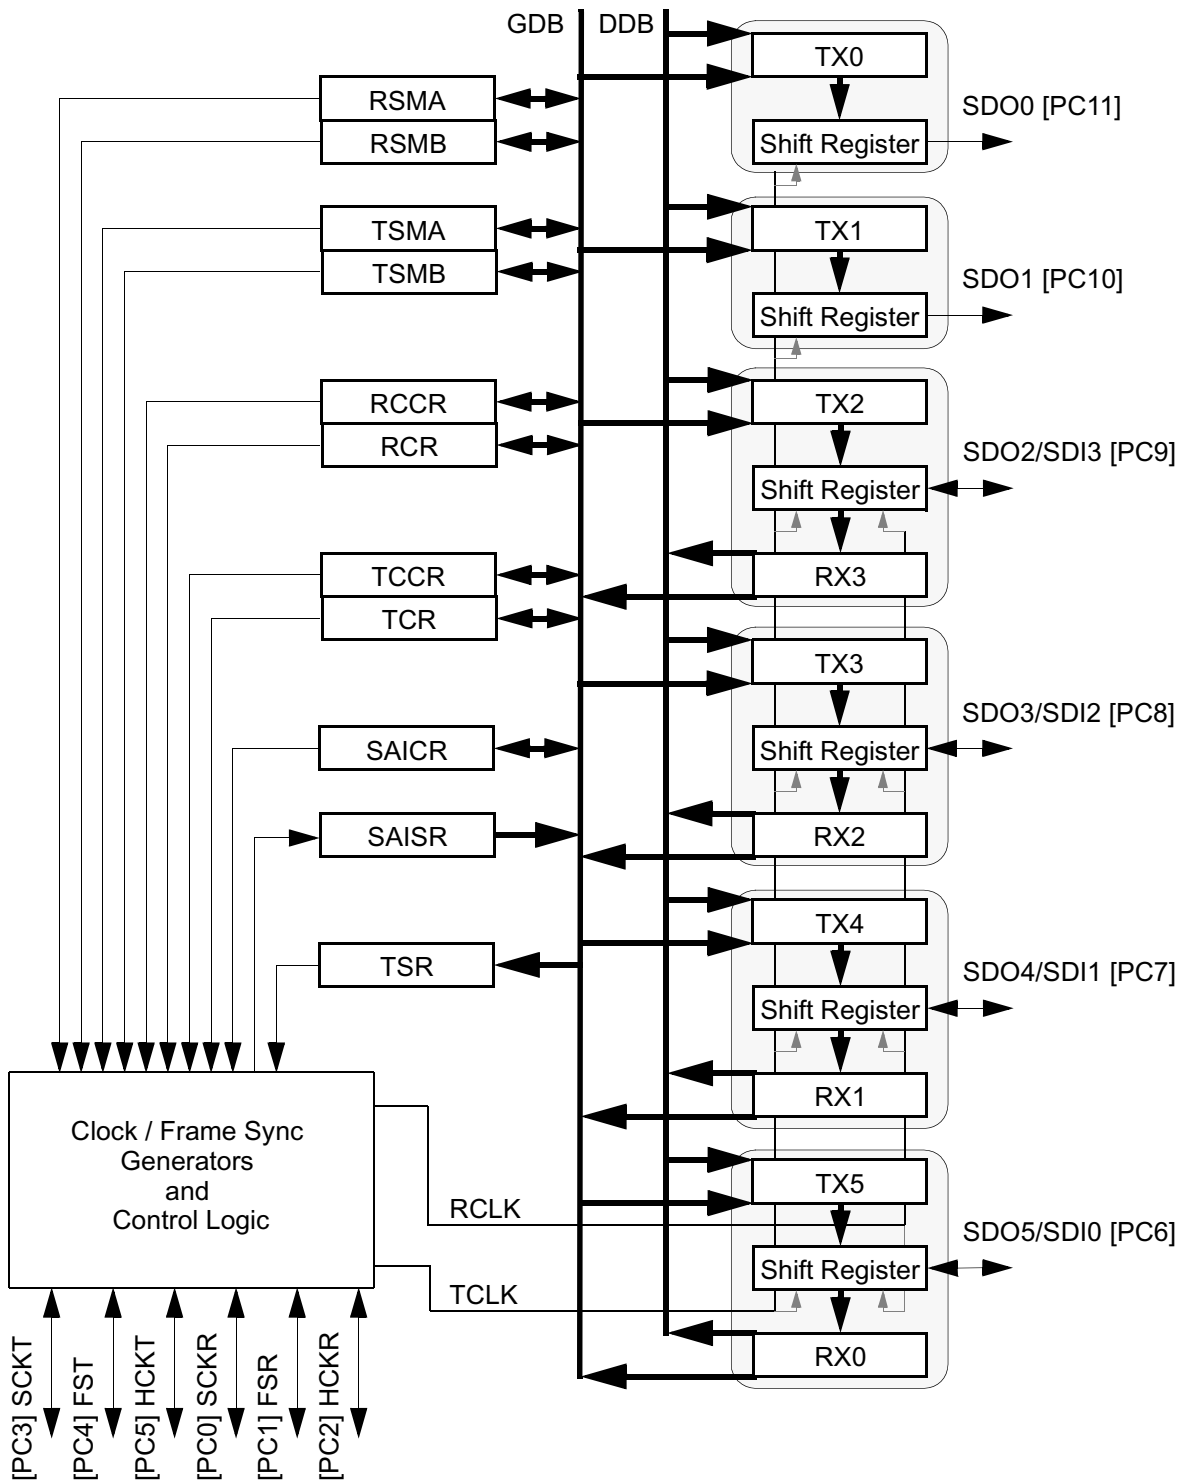 GDB DDB
TX0
RSMA
SDO0 [PC11]
RSMB
Shift Register
TSMA
TX1
TSMB
SDO1 [PC10]
Shift Register
RCCR
TX2
RCR
SDO2/SDI3 [PC9]
Shift Register
TCCR
RX3
TCR
TX3
SDO3/SDI2 [PC8]
SAICR
Shift Register
SAISR
RX2
TX4
TSR
SDO4/SDI1 [PC7]
Shift Register
RX1
Clock / Frame Sync
Generators
and
Control Logic
TX5
RCLK
SDO5/SDI0 [PC6]
Shift Register
TCLK
RX0
[PC3] SCKT
[PC4] FST
[PC5] HCKT
[PC0] SCKR
[PC1] FSR
[PC2] HCKR